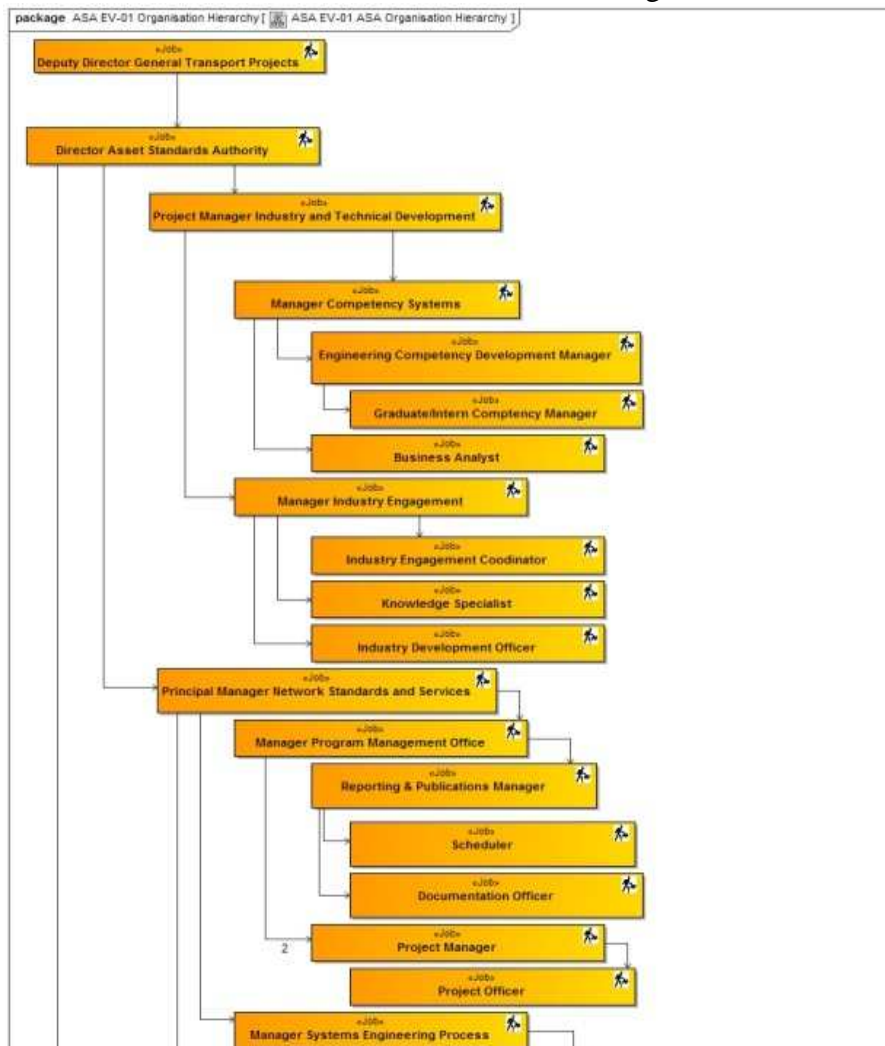 package ASA EV-01 Organisation Hierarchy [ ASA EV-01 ASA Organisation Hierarchy ]
«Job»
Deputy Director General Transport Projects
«Job»
Director Asset Standards Authority
«Job»
Project Manager Industry and Technical Development
«Job»
Manager Competency Systems
«Job»
Engineering Competency Development Manager
«Job»
Graduate/Intern Comptency Manager
«Job»
Business Analyst
«Job»
Manager Industry Engagement
«Job»
Industry Engagement Coodinator
«Job»
Knowledge Specialist
«Job»
Industry Development Officer
«Job»
Principal Manager Network Standards and Services
«Job»
Manager Program Management Office
«Job»
Reporting & Publications Manager
«Job»
Scheduler
«Job»
Documentation Officer
«Job»
Project Manager
2
«Job»
Project Officer
«Job»
Manager Systems Engineering Process